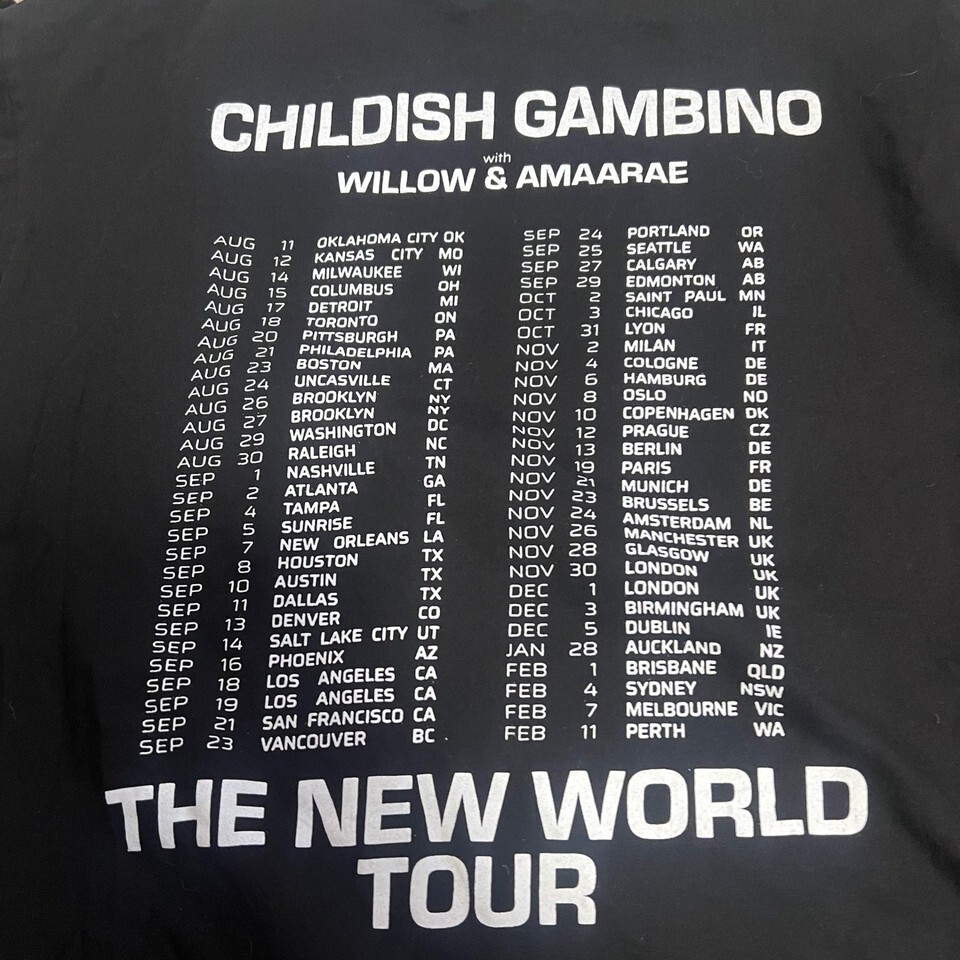 CHILDISH GAMBINO
with
WILLOW & AMAARAE
AUG 11 OKLAHOMA CITY OK
AUG 12 KANSAS CITY MO
AUG 14 MILWAUKEE WI
AUG 15 COLUMBUS OH
AUG 17 DETROIT MI
AUG 18 TORONTO ON
AUG 20 PITTSBURGH PA
AUG 21 PHILADELPHIA PA
AUG 23 BOSTON MA
AUG 24 UNCASVILLE CT
AUG 26 BROOKLYN NY
AUG 27 BROOKLYN NY
AUG 29 WASHINGTON DC
AUG 30 RALEIGH NC
SEP 1 NASHVILLE TN
SEP 2 ATLANTA GA
SEP 4 TAMPA FL
SEP 5 SUNRISE FL
SEP 7 NEW ORLEANS LA
SEP 8 HOUSTON TX
SEP 10 AUSTIN TX
SEP 11 DALLAS TX
SEP 13 DENVER CO
SEP 14 SALT LAKE CITY UT
SEP 16 PHOENIX AZ
SEP 18 LOS ANGELES CA
SEP 19 LOS ANGELES CA
SEP 21 SAN FRANCISCO CA
SEP 23 VANCOUVER BC
SEP 24 PORTLAND OR
SEP 25 SEATTLE WA
SEP 27 CALGARY AB
SEP 29 EDMONTON AB
OCT 2 SAINT PAUL MN
OCT 3 CHICAGO IL
OCT 31 LYON FR
NOV 2 MILAN IT
NOV 4 COLOGNE DE
NOV 6 HAMBURG DE
NOV 8 OSLO NO
NOV 10 COPENHAGEN DK
NOV 12 PRAGUE CZ
NOV 13 BERLIN DE
NOV 19 PARIS FR
NOV 21 MUNICH DE
NOV 23 BRUSSELS BE
NOV 24 AMSTERDAM NL
NOV 26 MANCHESTER UK
NOV 28 GLASGOW UK
NOV 30 LONDON UK
DEC 1 LONDON UK
DEC 3 BIRMINGHAM UK
DEC 5 DUBLIN IE
JAN 28 AUCKLAND NZ
FEB 1 BRISBANE QLD
FEB 4 SYDNEY NSW
FEB 7 MELBOURNE VIC
FEB 11 PERTH WA
THE NEW WORLD
TOUR